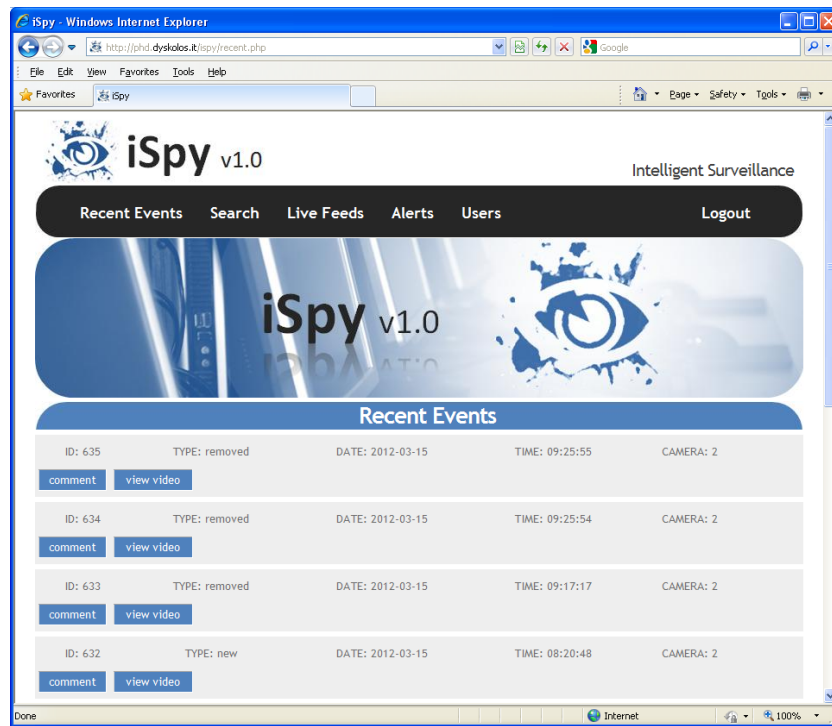 iSpy - Windows Internet Explorer
http://phd.dyskolos.it/ispy/recent.php
Google
File Edit View Favorites Tools Help
Favorites iSpy Page Safety Tools
iSpy v1.0
Intelligent Surveillance
Recent Events Search Live Feeds Alerts Users Logout
iSpy v1.0
Recent Events
ID: 635 TYPE: removed DATE: 2012-03-15 TIME: 09:25:55 CAMERA: 2
comment view video
ID: 634 TYPE: removed DATE: 2012-03-15 TIME: 09:25:54 CAMERA: 2
comment view video
ID: 633 TYPE: removed DATE: 2012-03-15 TIME: 09:17:17 CAMERA: 2
comment view video
ID: 632 TYPE: new DATE: 2012-03-15 TIME: 08:20:48 CAMERA: 2
comment view video
Done Internet 100%